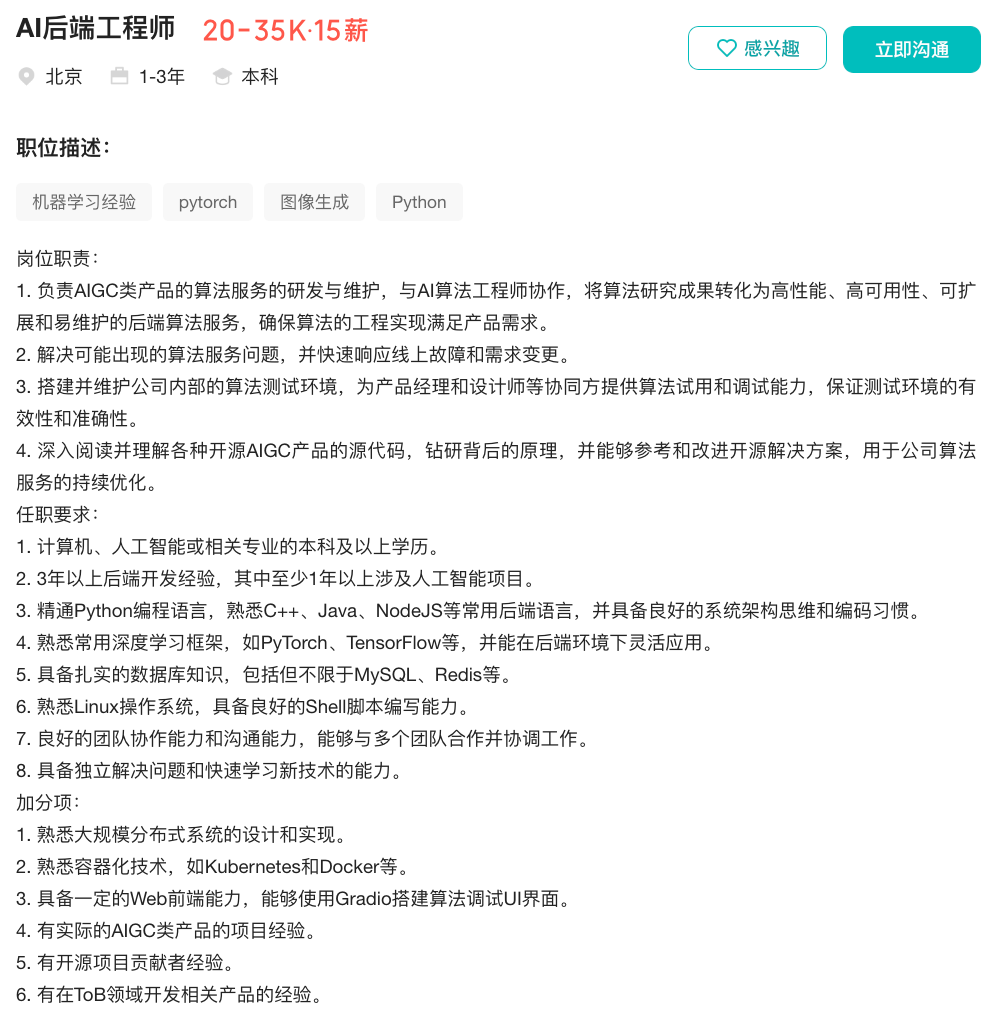 AI后端工程师 20-35K·15薪
感兴趣 立即沟通
北京 1-3年 本科
职位描述：
机器学习经验 pytorch 图像生成 Python
岗位职责：
1. 负责AIGC类产品的算法服务的研发与维护，与AI算法工程师协作，将算法研究成果转化为高性能、高可用性、可扩
展和易维护的后端算法服务，确保算法的工程实现满足产品需求。
2. 解决可能出现的算法服务问题，并快速响应线上故障和需求变更。
3. 搭建并维护公司内部的算法测试环境，为产品经理和设计师等协同方提供算法试用和调试能力，保证测试环境的有
效性和准确性。
4. 深入阅读并理解各种开源AIGC产品的源代码，钻研背后的原理，并能够参考和改进开源解决方案，用于公司算法
服务的持续优化。
任职要求：
1. 计算机、人工智能或相关专业的本科及以上学历。
2. 3年以上后端开发经验，其中至少1年以上涉及人工智能项目。
3. 精通Python编程语言，熟悉C++、Java、NodeJS等常用后端语言，并具备良好的系统架构思维和编码习惯。
4. 熟悉常用深度学习框架，如PyTorch、TensorFlow等，并能在后端环境下灵活应用。
5. 具备扎实的数据库知识，包括但不限于MySQL、Redis等。
6. 熟悉Linux操作系统，具备良好的Shell脚本编写能力。
7. 良好的团队协作能力和沟通能力，能够与多个团队合作并协调工作。
8. 具备独立解决问题和快速学习新技术的能力。
加分项：
1. 熟悉大规模分布式系统的设计和实现。
2. 熟悉容器化技术，如Kubernetes和Docker等。
3. 具备一定的Web前端能力，能够使用Gradio搭建算法调试UI界面。
4. 有实际的AIGC类产品的项目经验。
5. 有开源项目贡献者经验。
6. 有在ToB领域开发相关产品的经验。